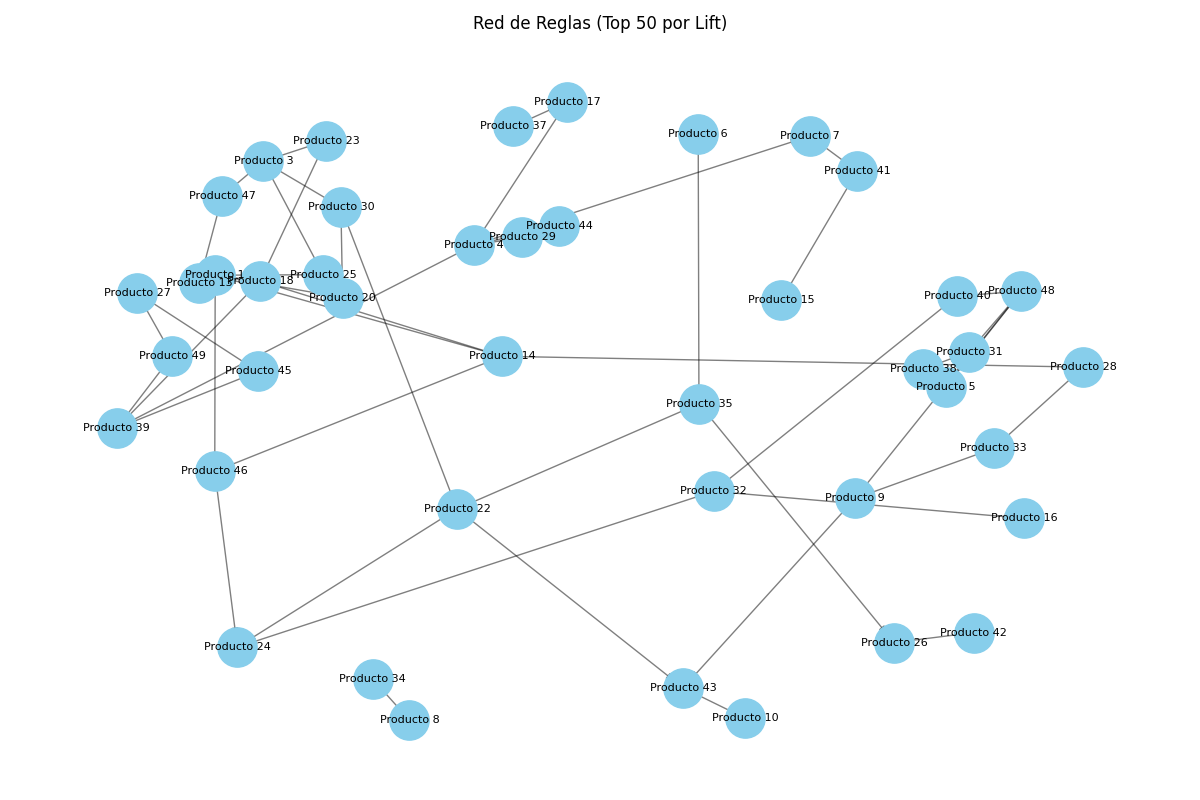 Red de Reglas (Top 50 por Lift)
Producto 17
Producto 37
Producto 6
Producto 7
Producto 23
Producto 3
Producto 41
Producto 47
Producto 30
Producto 44
Producto 29
Producto 4
Producto 1
Producto 25
Producto 18
Producto 27
Producto 20
Producto 15
Producto 48
Producto 40
Producto 31
Producto 49
Producto 14
Producto 28
Producto 38
Producto 45
Producto 5
Producto 35
Producto 39
Producto 33
Producto 46
Producto 32
Producto 9
Producto 22
Producto 16
Producto 42
Producto 26
Producto 24
Producto 34
Producto 43
Producto 10
Producto 8